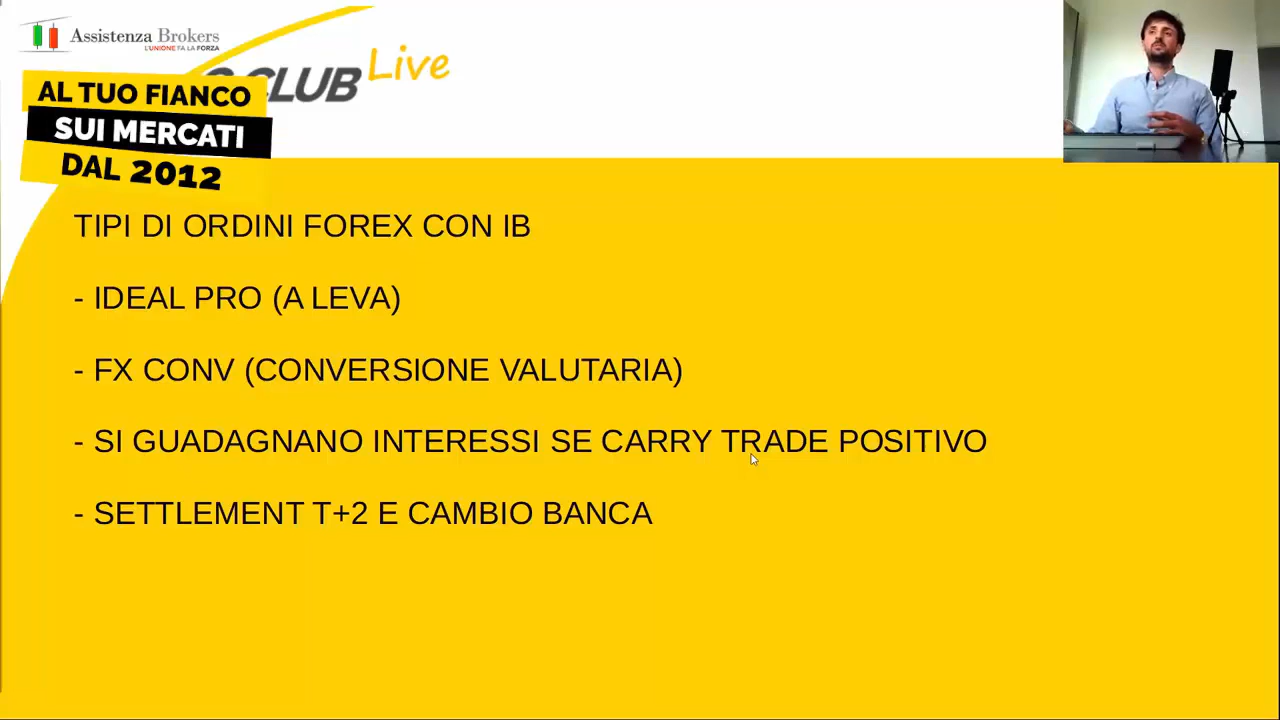 Assistenza Brokers
L'UNIONE FA LA FORZA
CLUB Live
AL TUO FIANCO
SUI MERCATI
DAL 2012
TIPI DI ORDINI FOREX CON IB
- IDEAL PRO (A LEVA)
- FX CONV (CONVERSIONE VALUTARIA)
- SI GUADAGNANO INTERESSI SE CARRY TRADE POSITIVO
- SETTLEMENT T+2 E CAMBIO BANCA